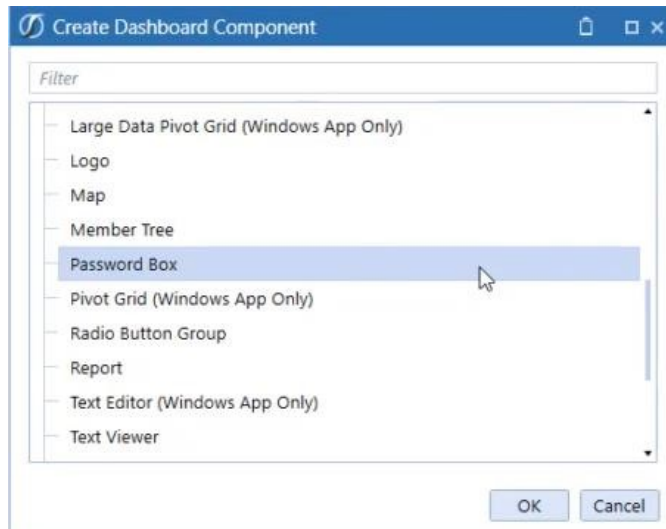 Create Dashboard Component
Filter
Large Data Pivot Grid (Windows App Only)
Logo
Map
Member Tree
Password Box
Pivot Grid (Windows App Only)
Radio Button Group
Report
Text Editor (Windows App Only)
Text Viewer
OK Cancel